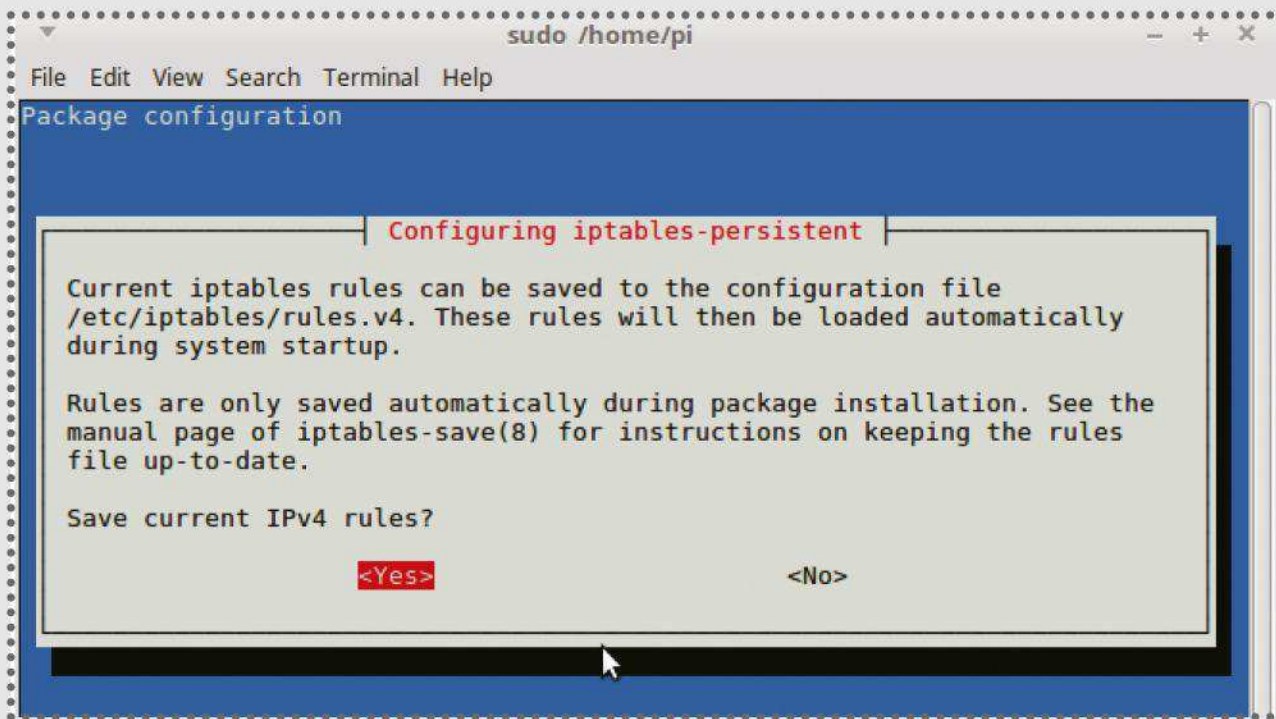 sudo /home/pi
File Edit View Search Terminal Help
Package configuration
Configuring iptables-persistent
Current iptables rules can be saved to the configuration file
/etc/iptables/rules.v4. These rules will then be loaded automatically
during system startup.
Rules are only saved automatically during package installation. See the
manual page of iptables-save(8) for instructions on keeping the rules
file up-to-date.
Save current IPv4 rules?
<Yes> <No>